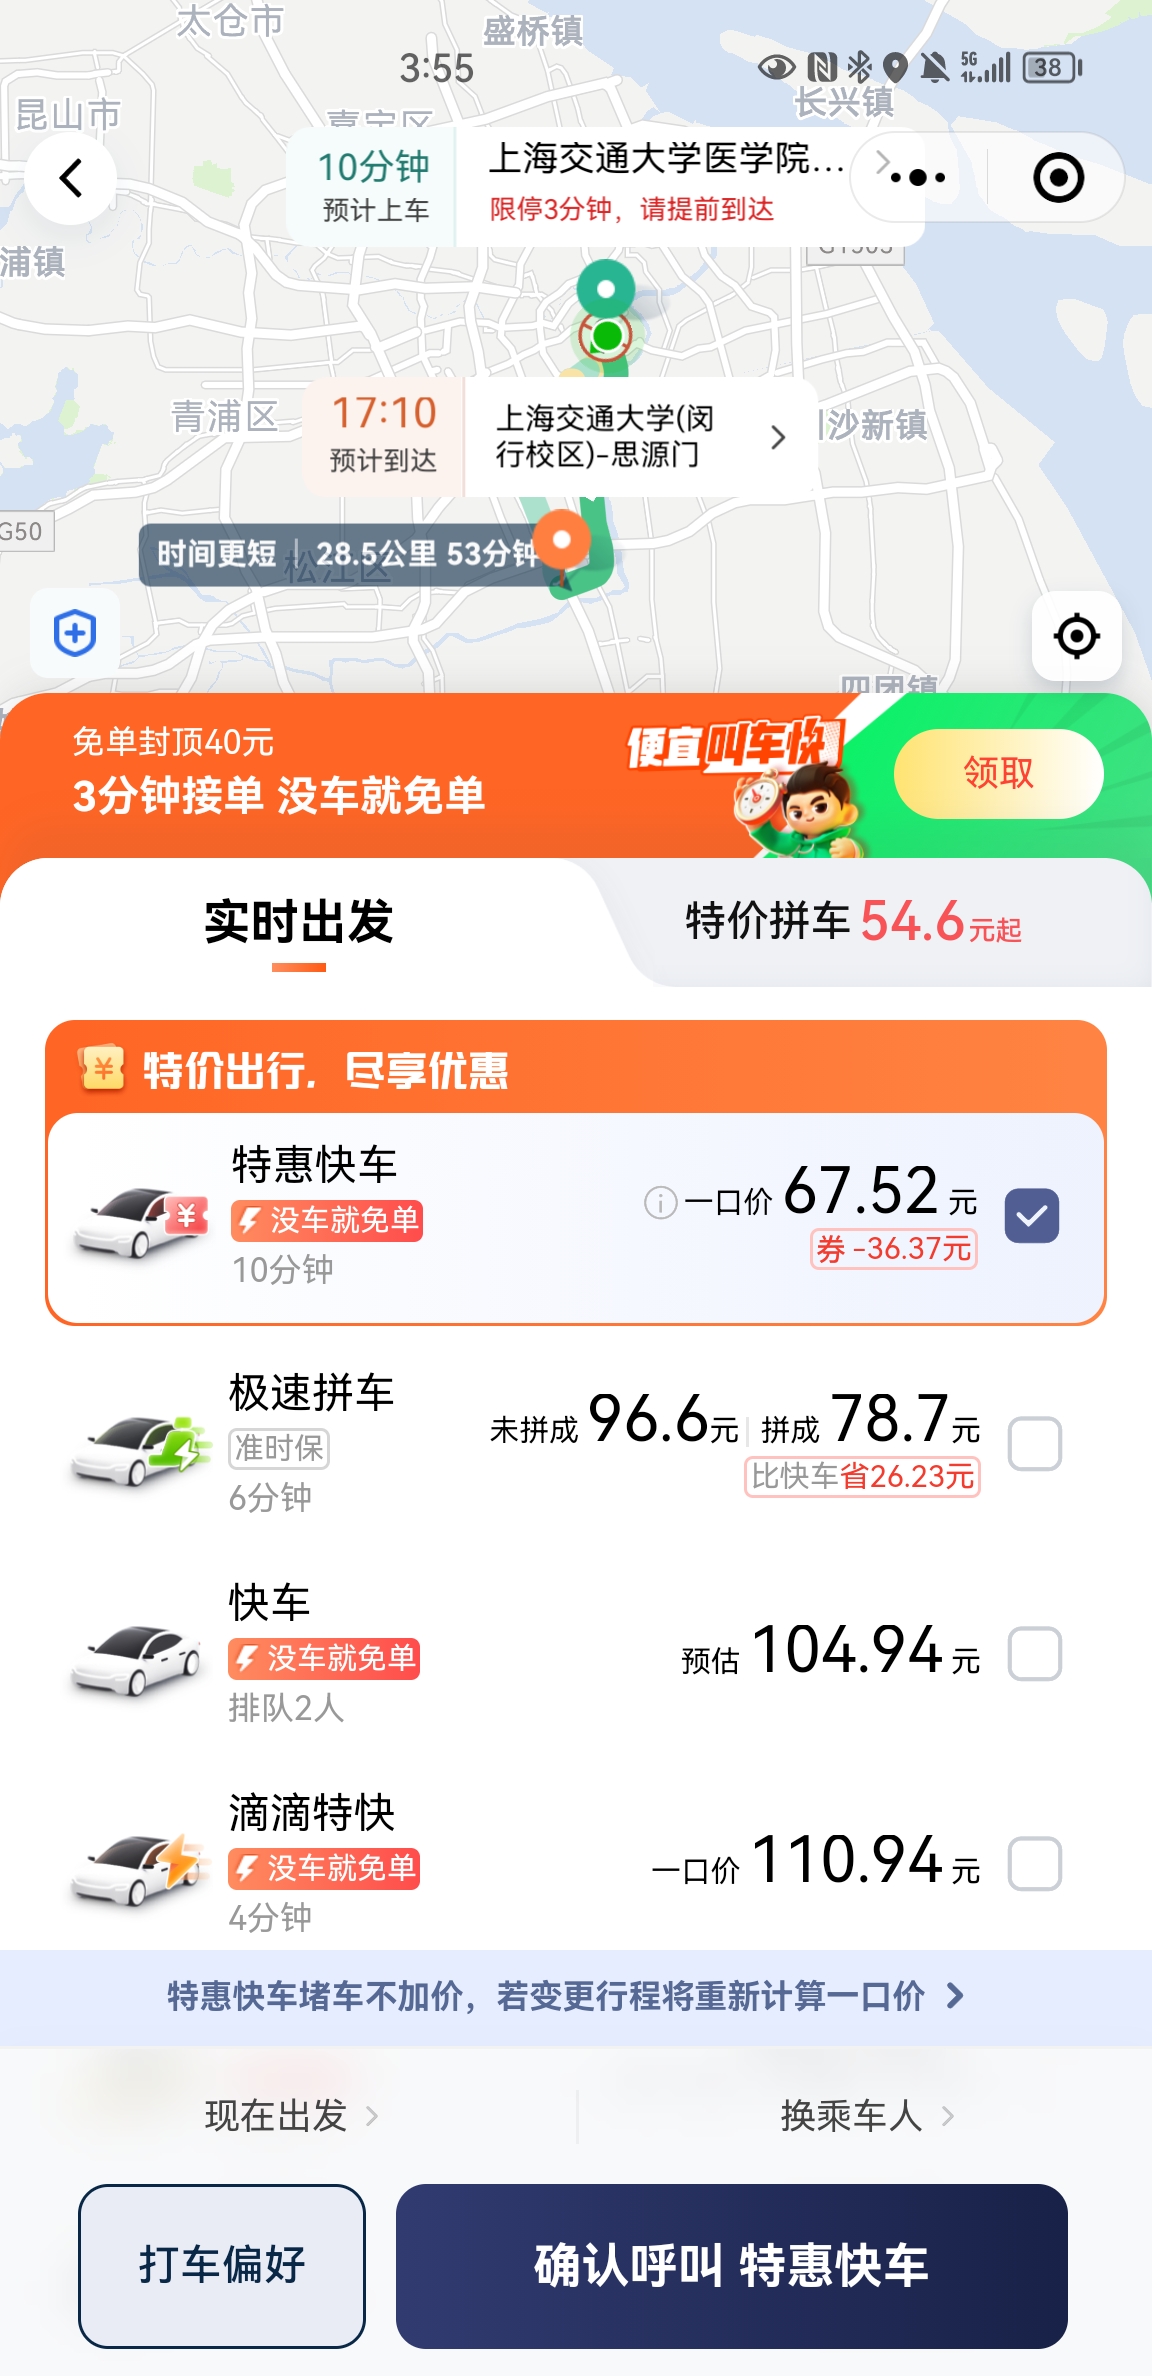 太仓市
盛桥镇
3:55
5G
38
昆山市
嘉定区
长兴镇
10分钟
预计上车
上海交通大学医学院...
限停3分钟，请提前到达
浦镇
G1503
青浦区
17:10
预计到达
上海交通大学(闵
行校区)-思源门
川沙新镇
G50
时间更短 | 28.5公里 53分钟
松江区
四团镇
免单封顶40元
3分钟接单 没车就免单
便宜叫车快
领取
实时出发
特价拼车 54.6元起
特价出行，尽享优惠
特惠快车
没车就免单
10分钟
一口价 67.52 元
券 -36.37元
极速拼车
准时保
6分钟
未拼成 96.6元 | 拼成 78.7元
比快车省26.23元
快车
没车就免单
排队2人
预估 104.94 元
滴滴特快
没车就免单
4分钟
一口价 110.94 元
特惠快车堵车不加价，若变更行程将重新计算一口价
现在出发
换乘车人
打车偏好
确认呼叫 特惠快车